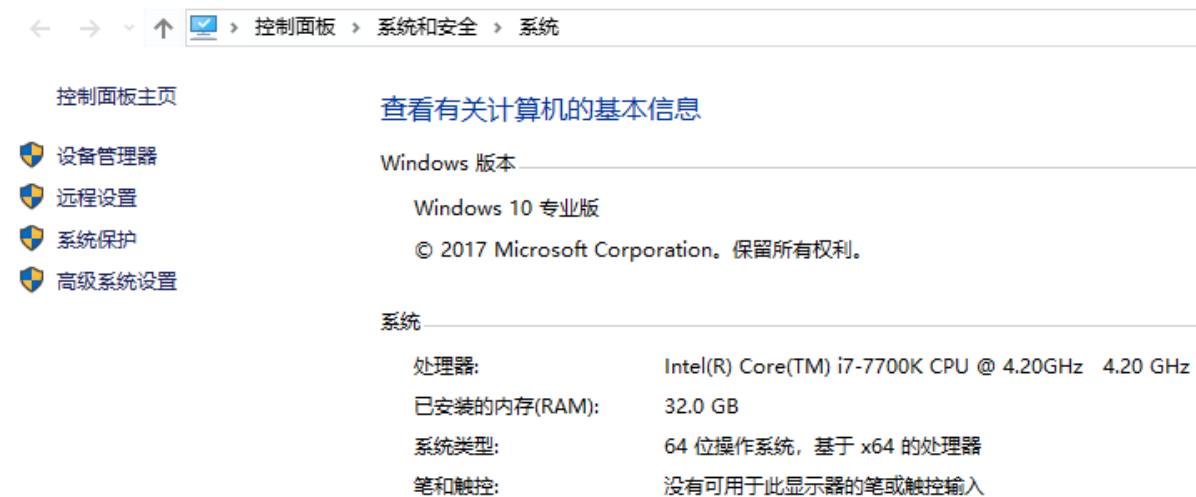 控制面板 › 系统和安全 › 系统
控制面板主页
设备管理器
远程设置
系统保护
高级系统设置
查看有关计算机的基本信息
Windows 版本
Windows 10 专业版
© 2017 Microsoft Corporation。保留所有权利。
系统
处理器: Intel(R) Core(TM) i7-7700K CPU @ 4.20GHz 4.20 GHz
已安装的内存(RAM): 32.0 GB
系统类型: 64 位操作系统，基于 x64 的处理器
笔和触控: 没有可用于此显示器的笔或触控输入